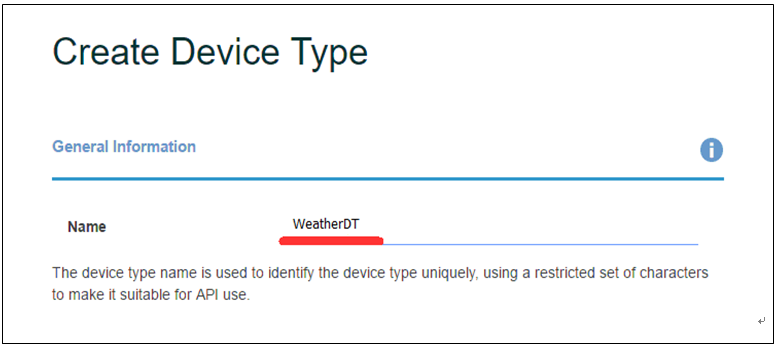 Create Device Type
General Information
Name
WeatherDT
The device type name is used to identify the device type uniquely, using a restricted set of characters
to make it suitable for API use.